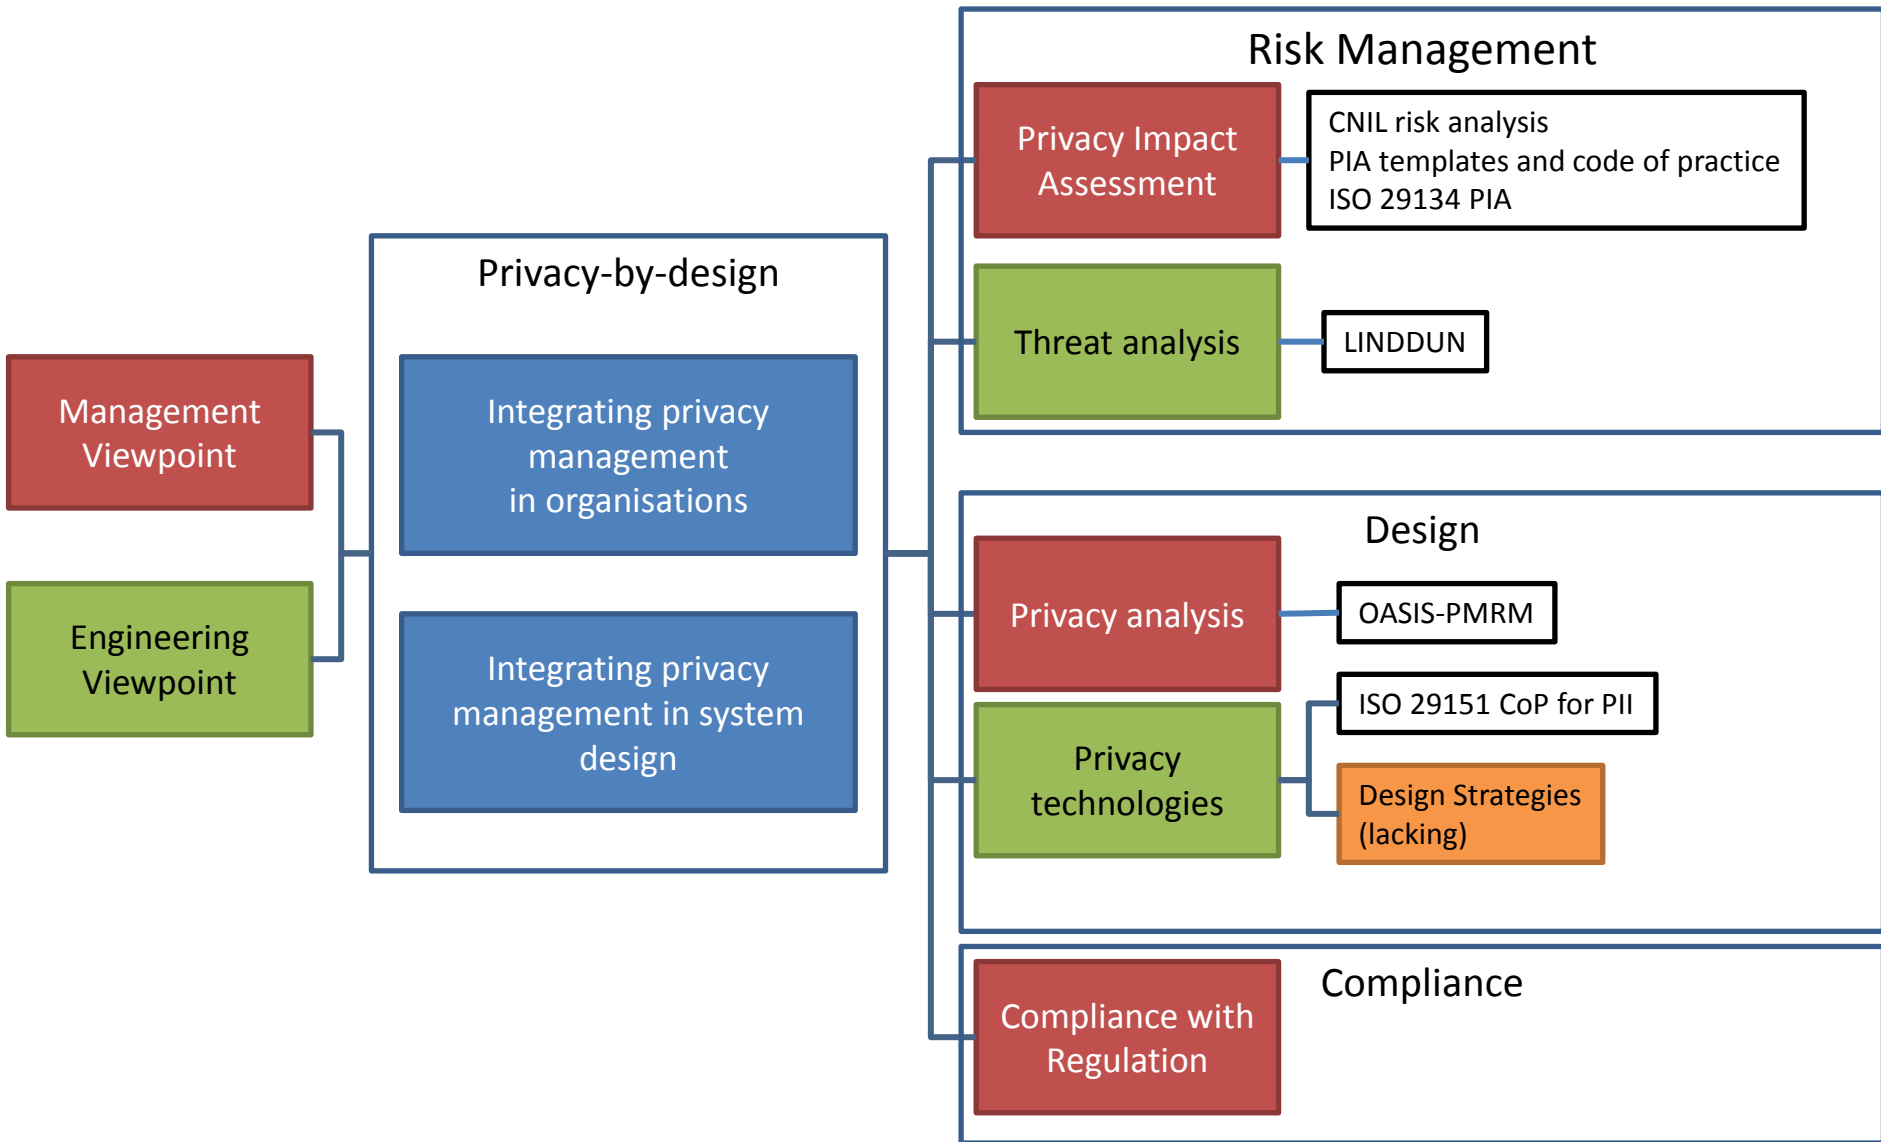 Management
Viewpoint
Engineering
Viewpoint
Privacy-by-design
Integrating privacy
management
in organisations
Integrating privacy
management in system
design
Risk Management
Privacy Impact
Assessment
CNIL risk analysis
PIA templates and code of practice
ISO 29134 PIA
Threat analysis
LINDDUN
Design
Privacy analysis
OASIS-PMRM
Privacy
technologies
ISO 29151 CoP for PII
Design Strategies
(lacking)
Compliance
Compliance with
Regulation